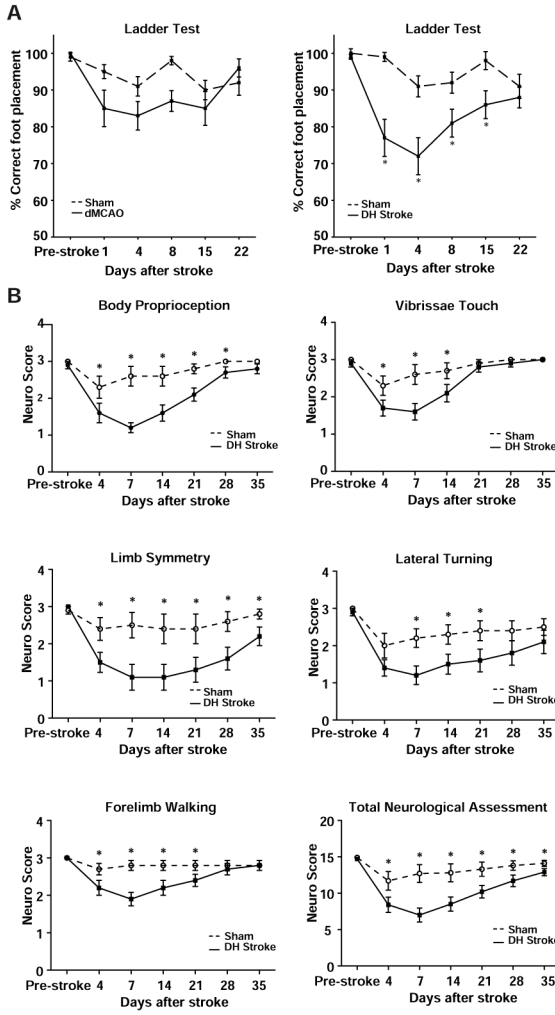 A
Ladder Test
% Correct foot placement
100
90
80
70
60
50
Sham
dMCAO
Pre-stroke 1 4 8 15 22
Days after stroke
Ladder Test
% Correct foot placement
100
90
80
70
60
50
*
*
*
*
Sham
DH Stroke
Pre-stroke 1 4 8 15 22
Days after stroke
B
Body Proprioception
Neuro Score
4
3
2
1
0
* * * * *
Sham
DH Stroke
Pre-stroke 4 7 14 21 28 35
Days after stroke
Vibrissae Touch
Neuro Score
4
3
2
1
0
* * *
Sham
DH Stroke
Pre-stroke 4 7 14 21 28 35
Days after stroke
Limb Symmetry
Neuro Score
4
3
2
1
0
* * * * * *
Sham
DH Stroke
Pre-stroke 4 7 14 21 28 35
Days after stroke
Lateral Turning
Neuro Score
4
3
2
1
0
* * *
Sham
DH Stroke
Pre-stroke 4 7 14 21 28 35
Days after stroke
Forelimb Walking
Neuro Score
4
3
2
1
0
* * * *
Sham
DH Stroke
Pre-stroke 4 7 14 21 28 35
Days after stroke
Total Neurological Assessment
Neuro Score
20
15
10
5
0
* * * * * *
Sham
DH Stroke
Pre-stroke 4 7 14 21 28 35
Days after stroke